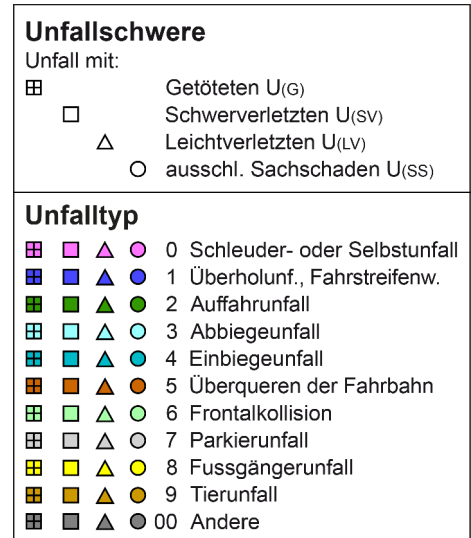 Unfallschwere
Unfall mit:
Getöteten U(G)
Schwerverletzten U(SV)
Leichtverletzten U(LV)
ausschl. Sachschaden U(SS)
Unfalltyp
0 Schleuder- oder Selbstunfall
1 Überholunf., Fahrstreifenw.
2 Auffahrunfall
3 Abbiegeunfall
4 Einbiegeunfall
5 Überqueren der Fahrbahn
6 Frontalkollision
7 Parkierunfall
8 Fussgängerunfall
9 Tierunfall
00 Andere